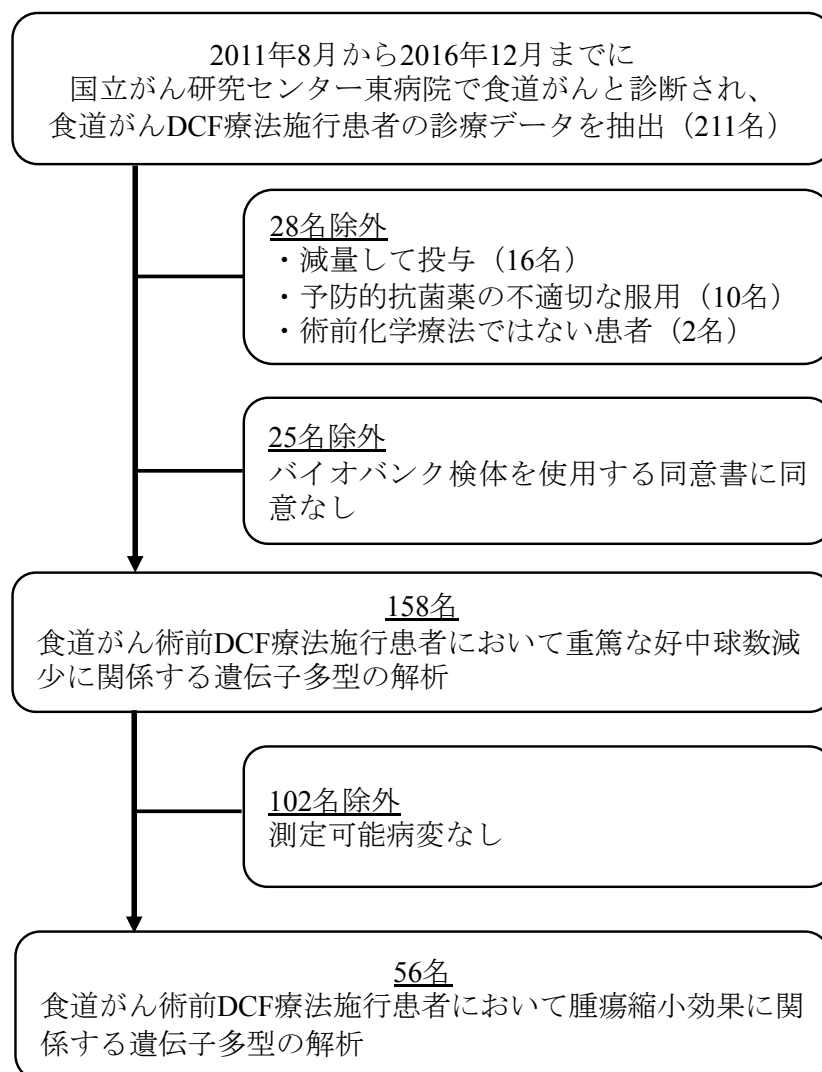 2011年8月から2016年12月までに
国立がん研究センター東病院で食道がんと診断され、
食道がんDCF療法施行患者の診療データを抽出（211名）
28名除外
・減量して投与（16名）
・予防的抗菌薬の不適切な服用（10名）
・術前化学療法ではない患者（2名）
25名除外
バイオバンク検体を使用する同意書に同
意なし
158名
食道がん術前DCF療法施行患者において重篤な好中球数減
少に関係する遺伝子多型の解析
102名除外
測定可能病変なし
56名
食道がん術前DCF療法施行患者において腫瘍縮小効果に関
係する遺伝子多型の解析